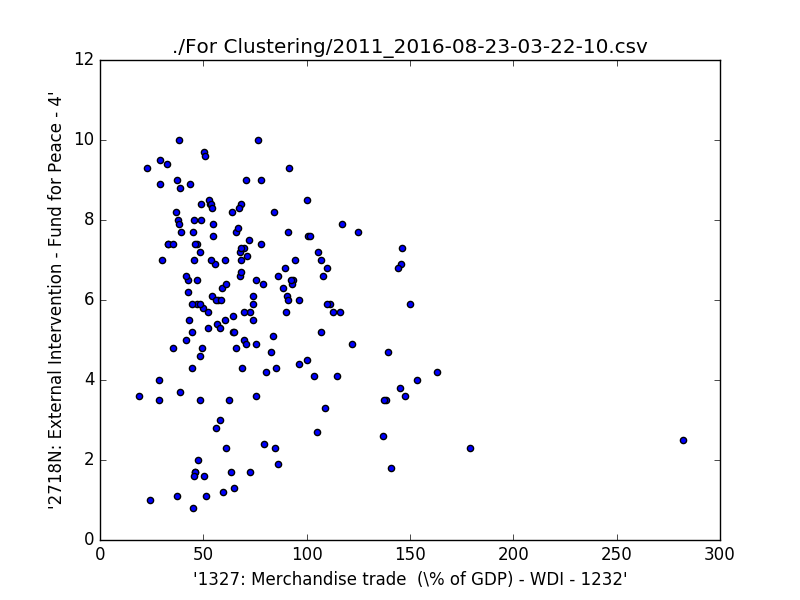 ./For Clustering/2011_2016-08-23-03-22-10.csv
'2718N: External Intervention - Fund for Peace - 4'
12
10
8
6
4
2
0
0 50 100 150 200 250 300
'1327: Merchandise trade (\% of GDP) - WDI - 1232'